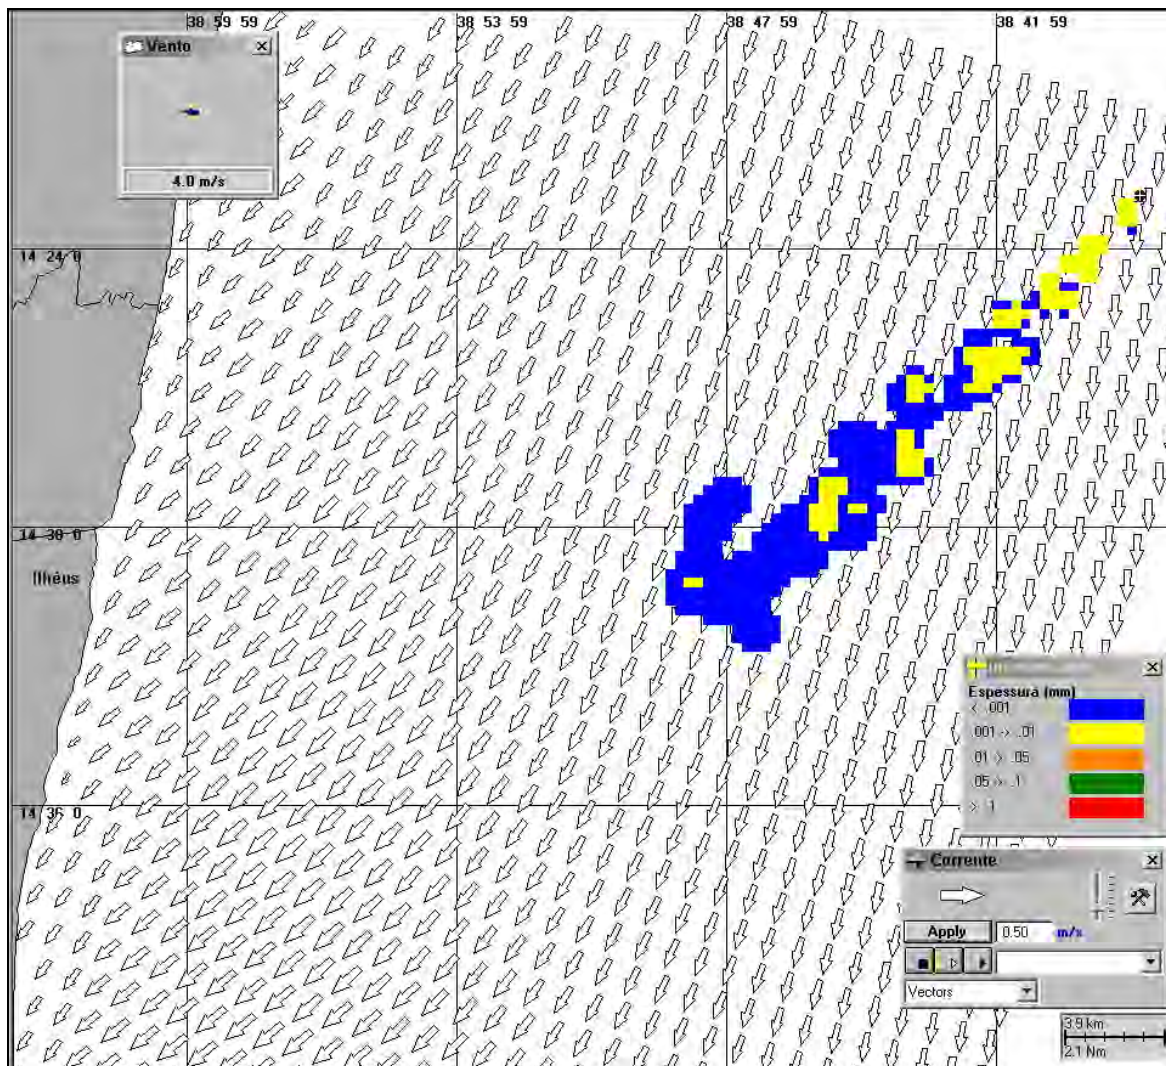 38 59 59
38 53 59
38 47 59
38 41 59
Vento
4.0 m/s
14 24 0
14 30 0
Ilhéus
14 36 0
Espessura (mm)
< .001
.001 -> .01
.01 -> .05
.05 -> .1
> .1
Corrente
Apply
0.50
m/s
Vectors
3.9 km
2.1 Nm